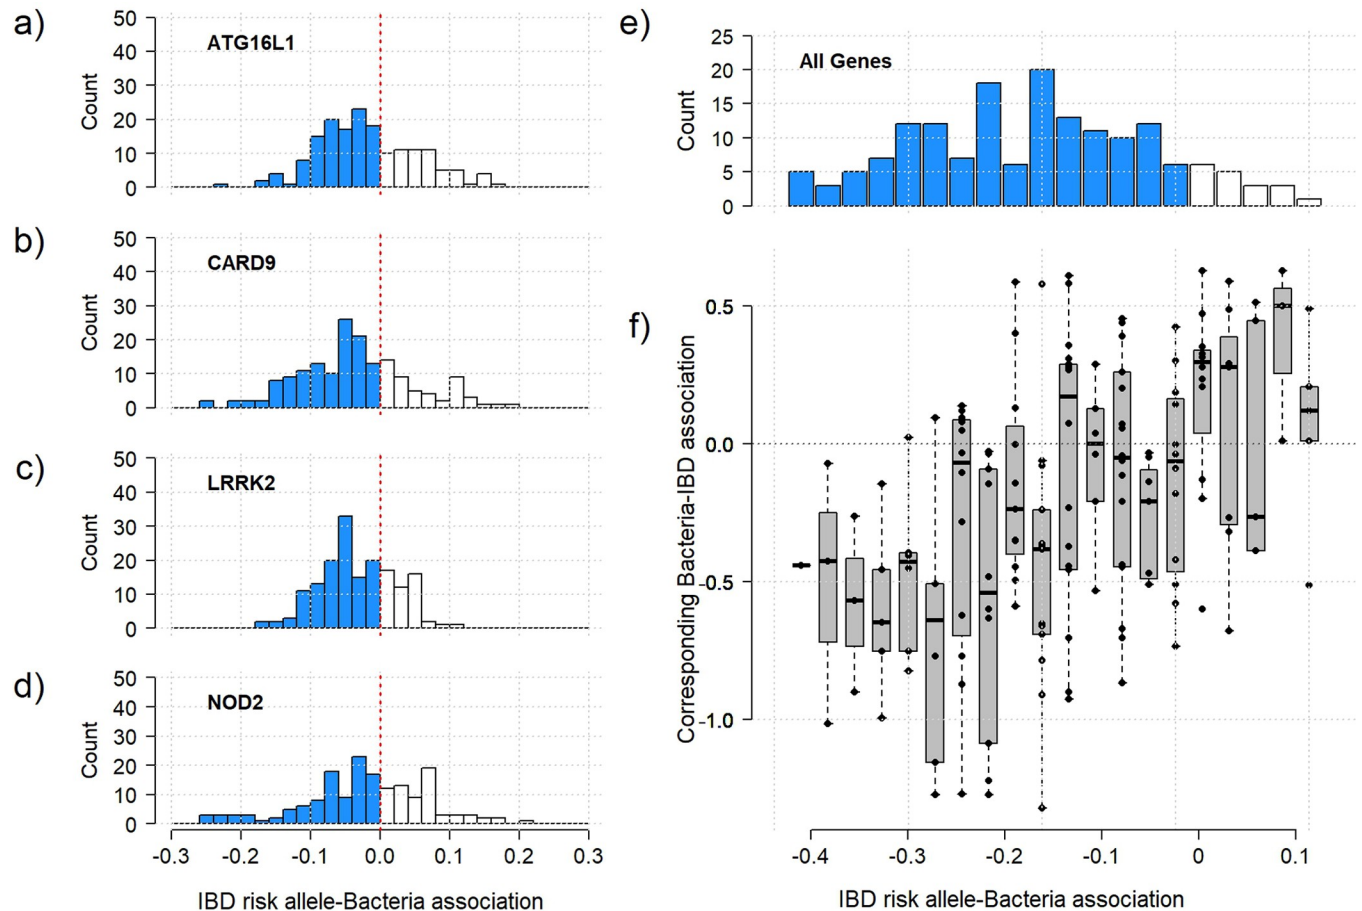 a)
50
40
30
20
10
0
Count
ATG16L1
b)
50
40
30
20
10
0
Count
CARD9
c)
50
40
30
20
10
0
Count
LRRK2
d)
50
40
30
20
10
0
Count
NOD2
-0.3 -0.2 -0.1 0.0 0.1 0.2 0.3
IBD risk allele-Bacteria association
e)
25
20
15
10
5
0
Count
All Genes
f)
0.5
0.0
-0.5
-1.0
Corresponding Bacteria-IBD association
-0.4 -0.3 -0.2 -0.1 0 0.1
IBD risk allele-Bacteria association